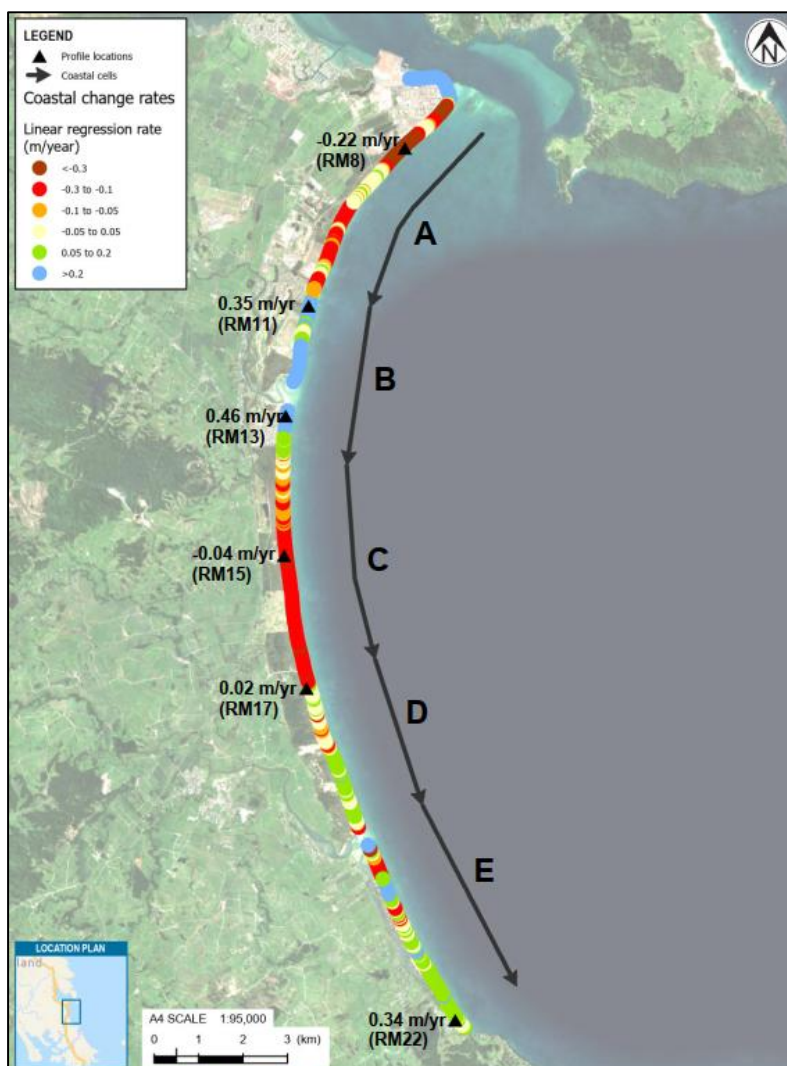 LEGEND
Profile locations
Coastal cells
Coastal change rates
Linear regression rate
(m/year)
<-0.3
-0.3 to -0.1
-0.1 to -0.05
-0.05 to 0.05
0.05 to 0.2
>0.2
N
-0.22 m/yr
(RM8)
A
0.35 m/yr
(RM11)
B
0.46 m/yr
(RM13)
C
-0.04 m/yr
(RM15)
0.02 m/yr
(RM17)
D
E
0.34 m/yr
(RM22)
LOCATION PLAN
land
A4 SCALE 1:95,000
0 1 2 3 (km)